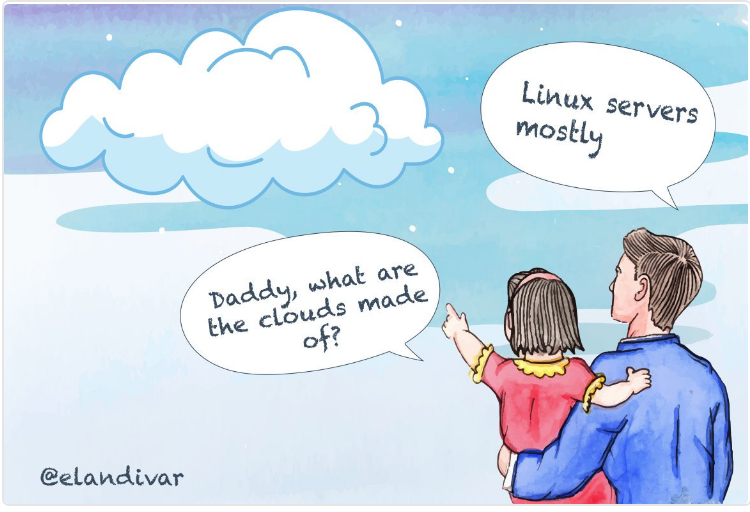 Daddy, what are
the clouds made
of?
Linux servers
mostly
@elandivar